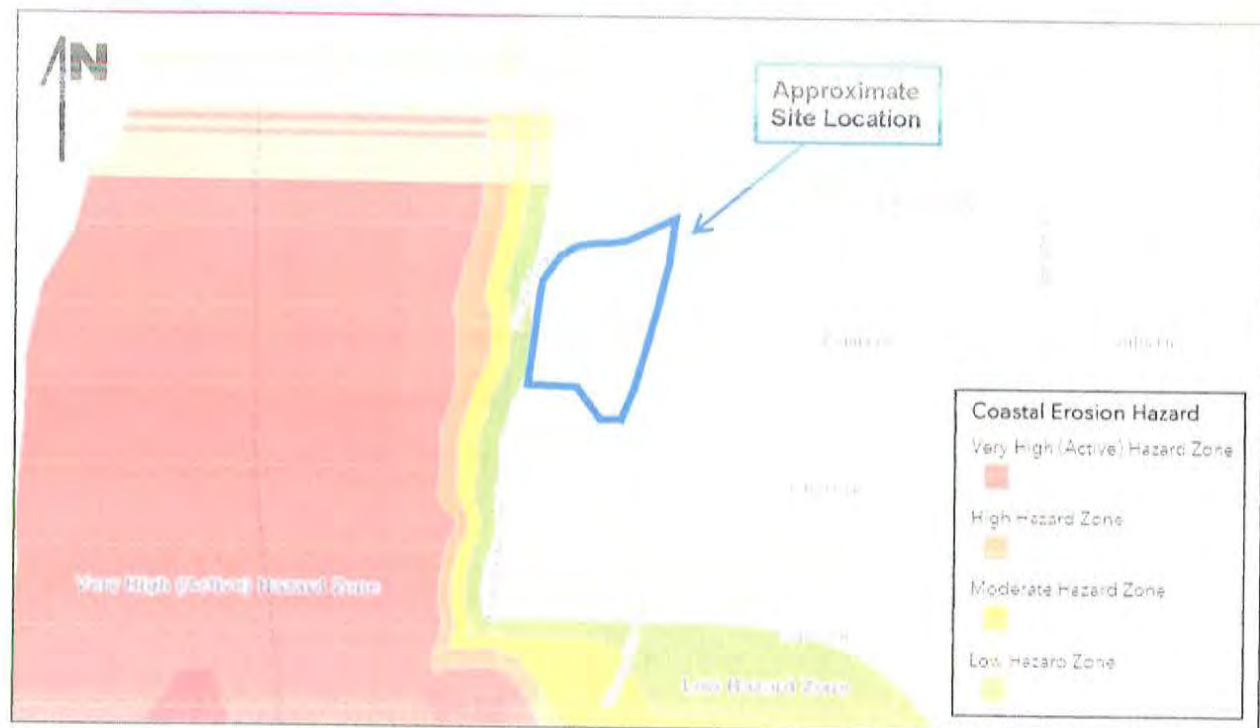 N
Approximate
Site Location
Coastal Erosion Hazard
Very High (Active) Hazard Zone
High Hazard Zone
Moderate Hazard Zone
Low Hazard Zone
Very High (Active) Hazard Zone
Low Hazard Zone